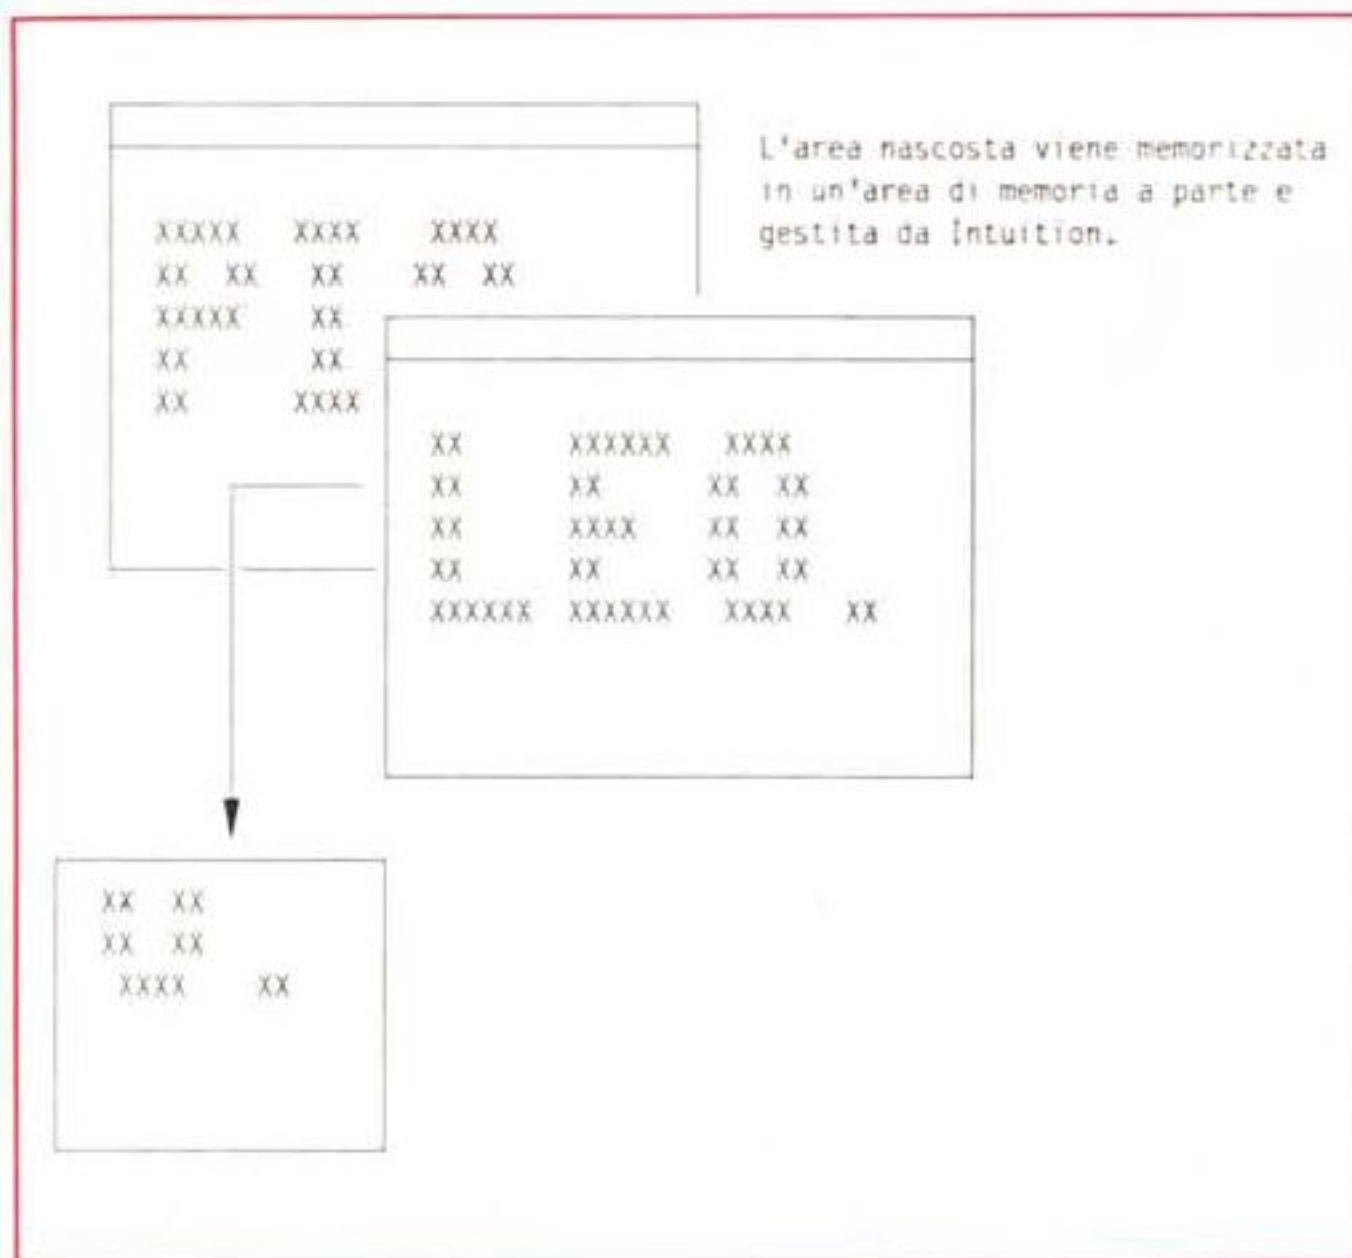 L'area nascosta viene memorizzata
in un'area di memoria a parte e
gestita da Intuition.
XXXXX XXXX XXXX
XX XX XX XX XX
XXXXX XX
XX XX
XX XXXX
XX XXXXXX XXXX
XX XX XX XX
XX XXXX XX XX
XX XX XX XX
XXXXXX XXXXXX XXXX XX
XX XX
XX XX
XXXX XX